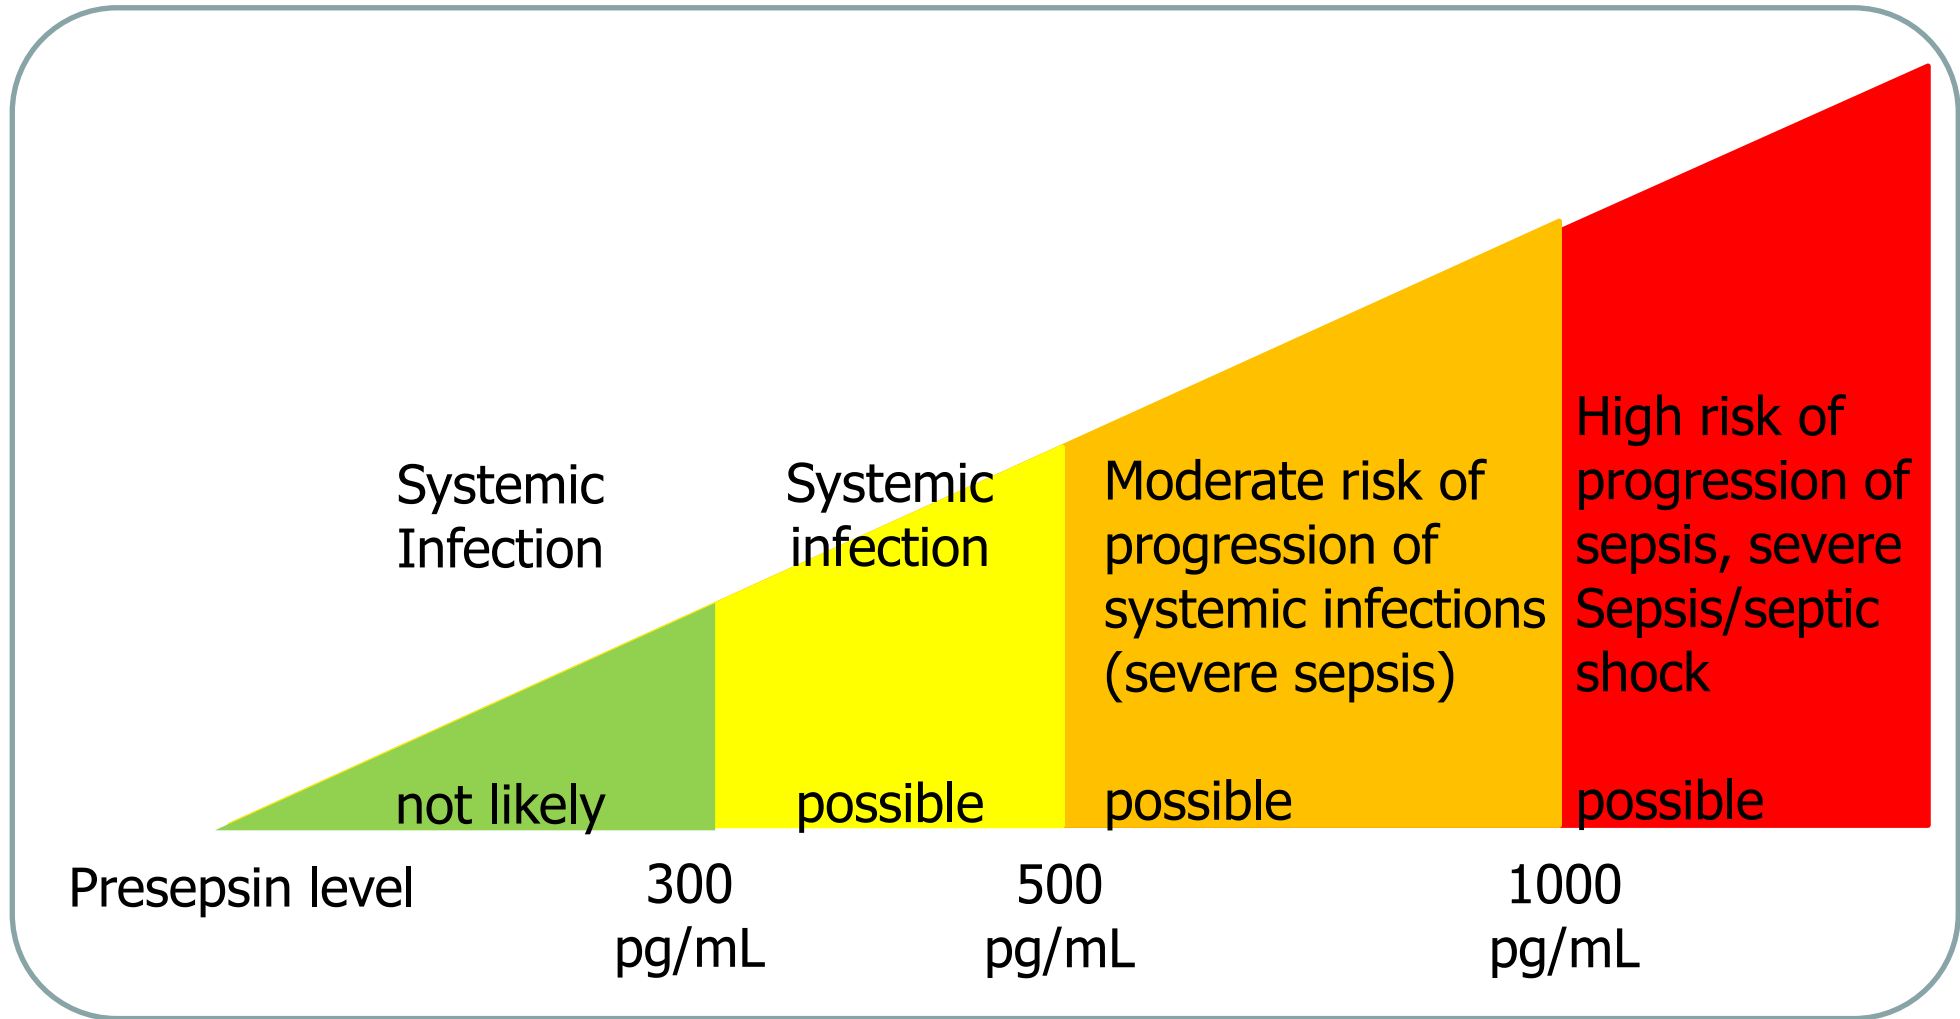 Systemic
Infection
not likely
Systemic
infection
possible
Moderate risk of
progression of
systemic infections
(severe sepsis)
possible
High risk of
progression of
sepsis, severe
Sepsis/septic
shock
possible
Presepsin level
300
pg/mL
500
pg/mL
1000
pg/mL